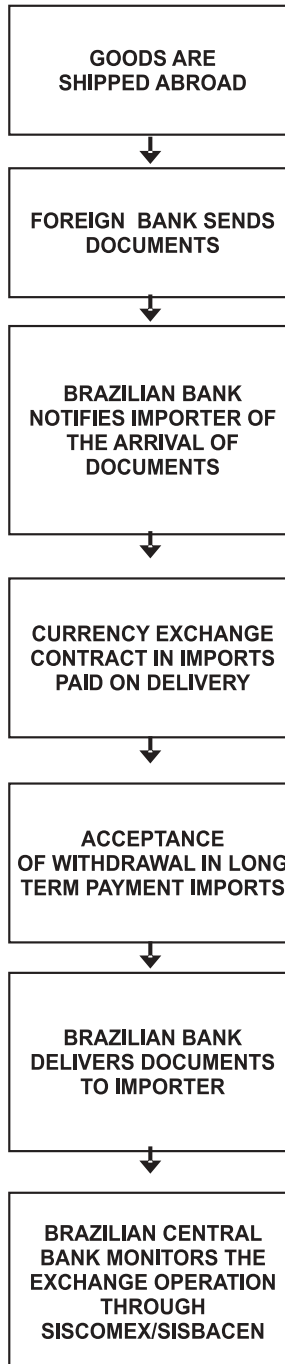 GOODS ARE
SHIPPED ABROAD
FOREIGN BANK SENDS
DOCUMENTS
BRAZILIAN BANK
NOTIFIES IMPORTER OF
THE ARRIVAL OF
DOCUMENTS
CURRENCY EXCHANGE
CONTRACT IN IMPORTS
PAID ON DELIVERY
ACCEPTANCE
OF WITHDRAWAL IN LONG
TERM PAYMENT IMPORTS
BRAZILIAN BANK
DELIVERS DOCUMENTS
TO IMPORTER
BRAZILIAN CENTRAL
BANK MONITORS THE
EXCHANGE OPERATION
THROUGH
SISCOMEX/SISBACEN